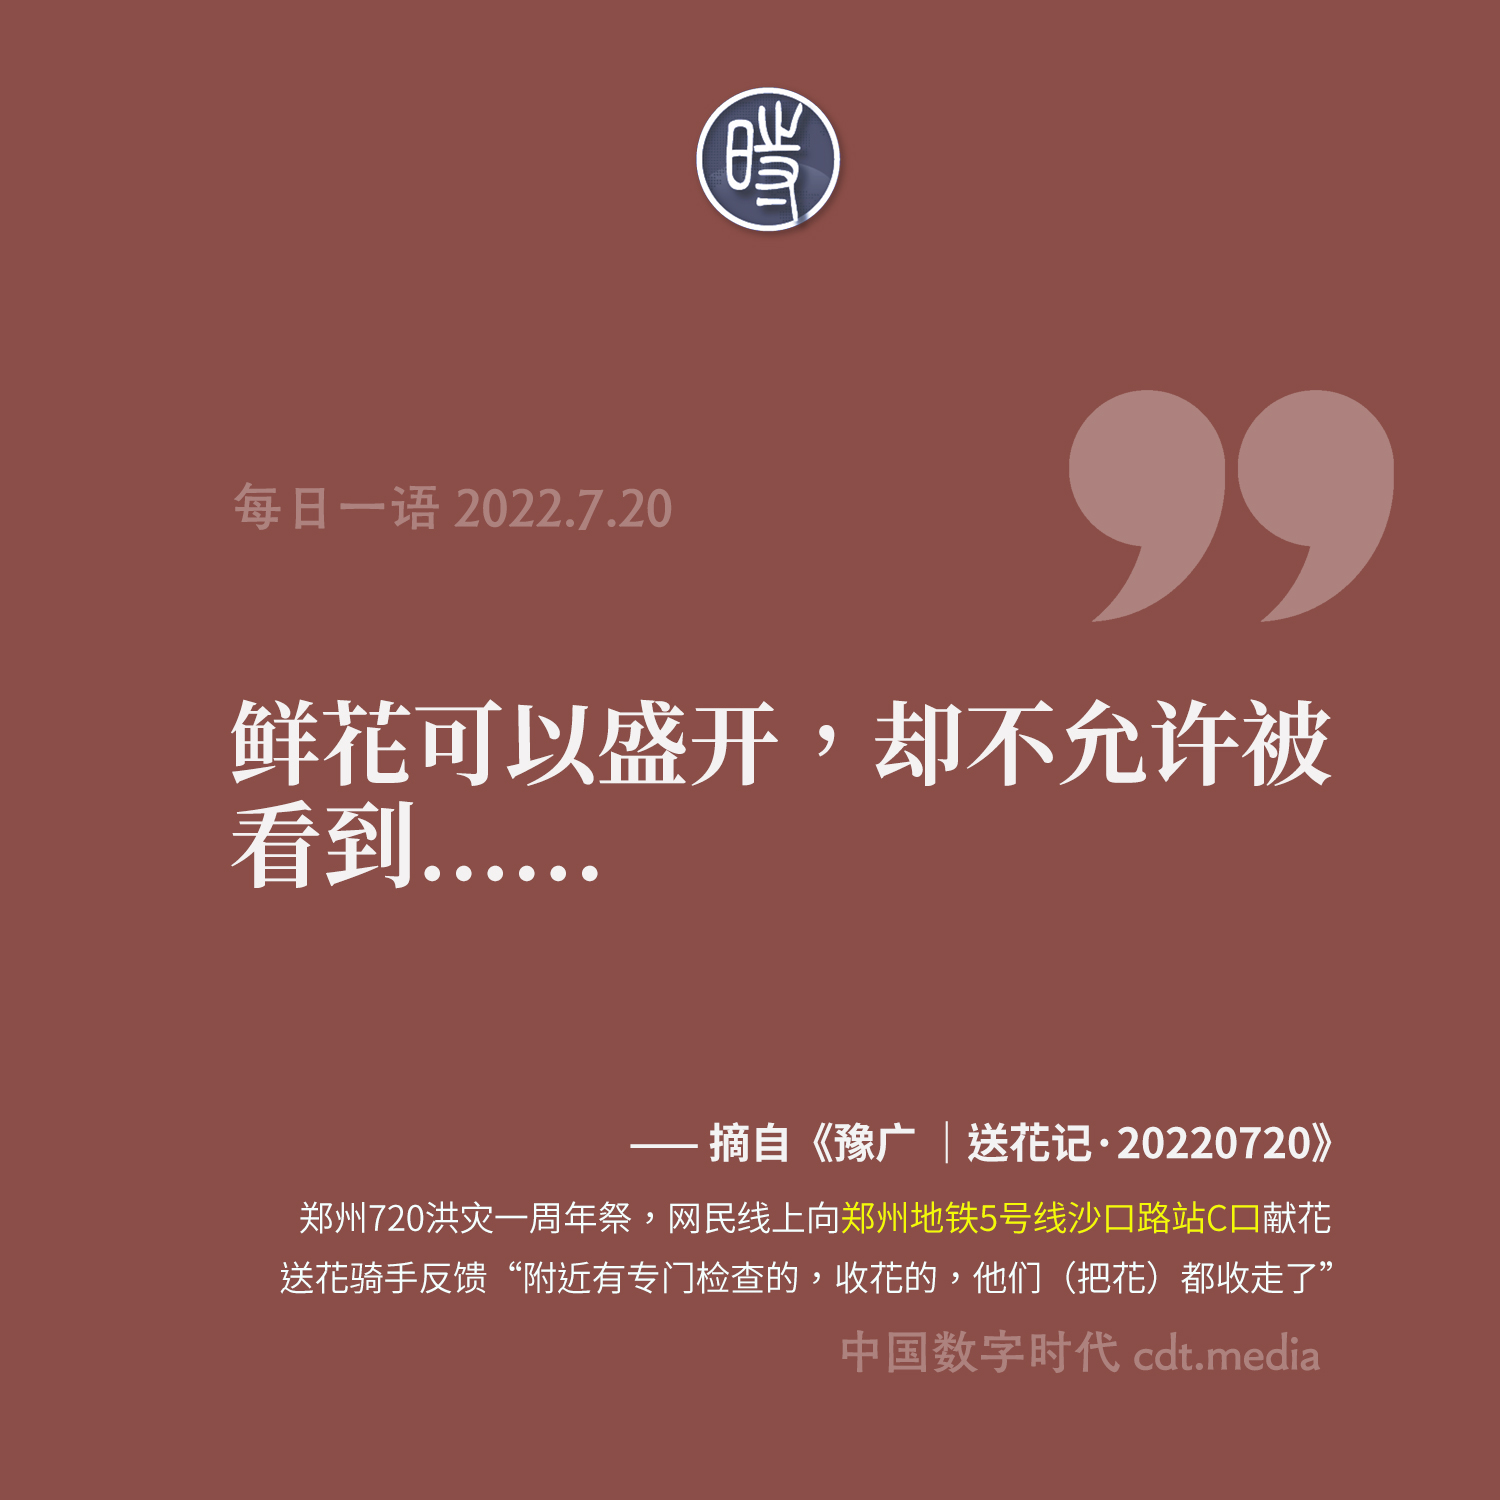 時
每日一语 2022.7.20
鲜花可以盛开，却不允许被
看到......
—— 摘自《豫广 ｜送花记·20220720》
郑州720洪灾一周年祭，网民线上向郑州地铁5号线沙口路站C口献花
送花骑手反馈“附近有专门检查的，收花的，他们（把花）都收走了”
中国数字时代 cdt.media